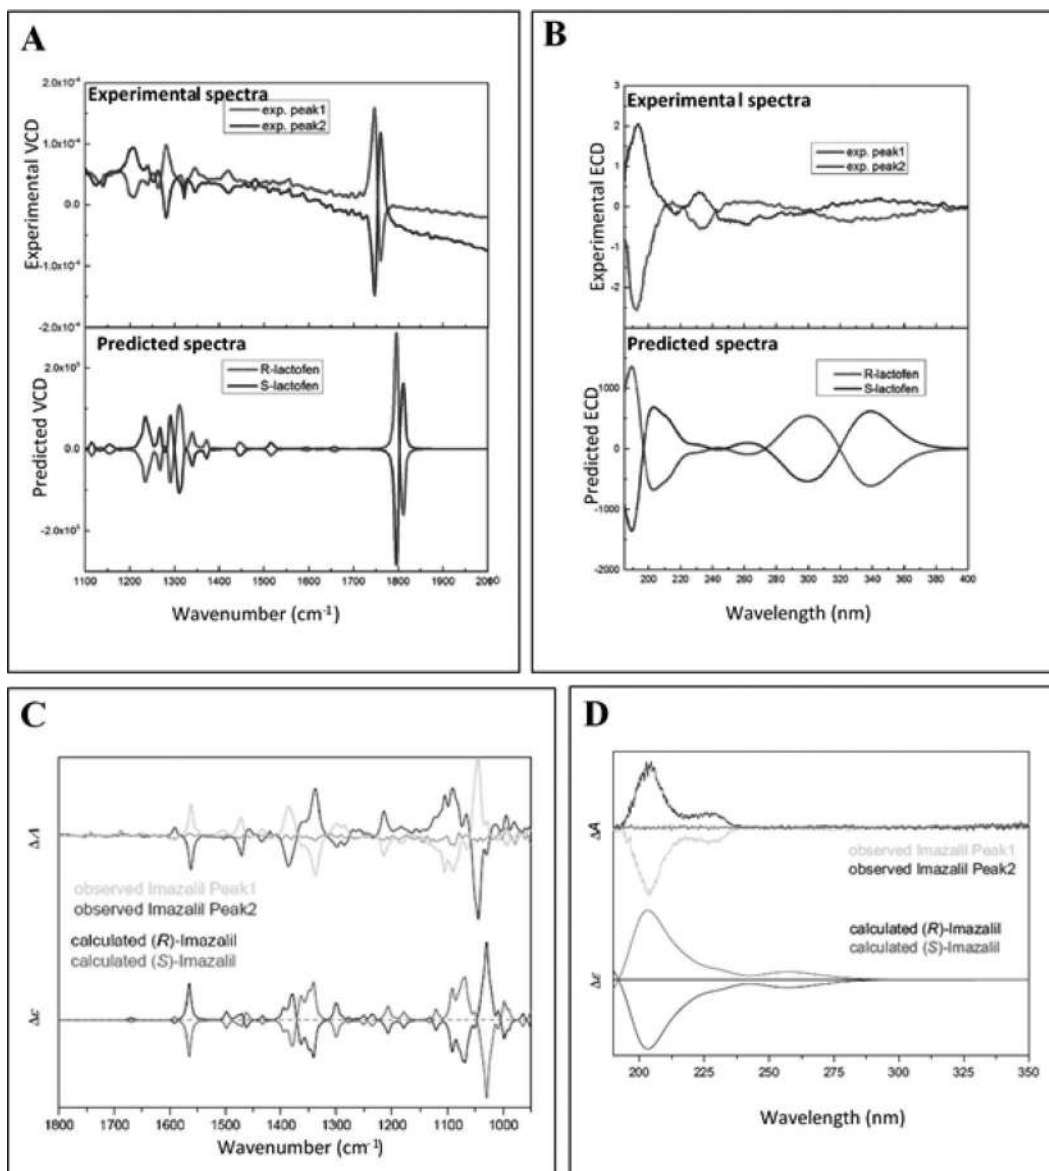 A
Experimental spectra
exp. peak1
exp. peak2
Experimental VCD
2.0x10⁻⁴
1.0x10⁻⁴
0.0
-1.0x10⁻⁴
-2.0x10⁻⁴
Predicted spectra
R-lactofen
S-lactofen
Predicted VCD
2.0x10⁵
0.0
-2.0x10⁵
1100 1200 1300 1400 1500 1600 1700 1800 1900
Wavenumber (cm⁻¹)
B
Experimental spectra
exp. peak1
exp. peak2
Experimental ECD
3
2
1
0
-1
-2
Predicted spectra
R-lactofen
S-lactofen
Predicted ECD
1000
0
-1000
-2000
200 220 240 260 280 300 320 340 360 380 400
Wavelength (nm)
C
ΔA
observed Imazalil Peak1
observed Imazalil Peak2
calculated (R)-Imazalil
calculated (S)-Imazalil
Δε
1800 1600 1500 1400 1300 1200 1100 1000
Wavenumber (cm⁻¹)
D
ΔA
observed Imazalil Peak1
observed Imazalil Peak2
calculated (R)-Imazalil
calculated (S)-Imazalil
Δε
200 225 250 275 300 325 350
Wavelength (nm)